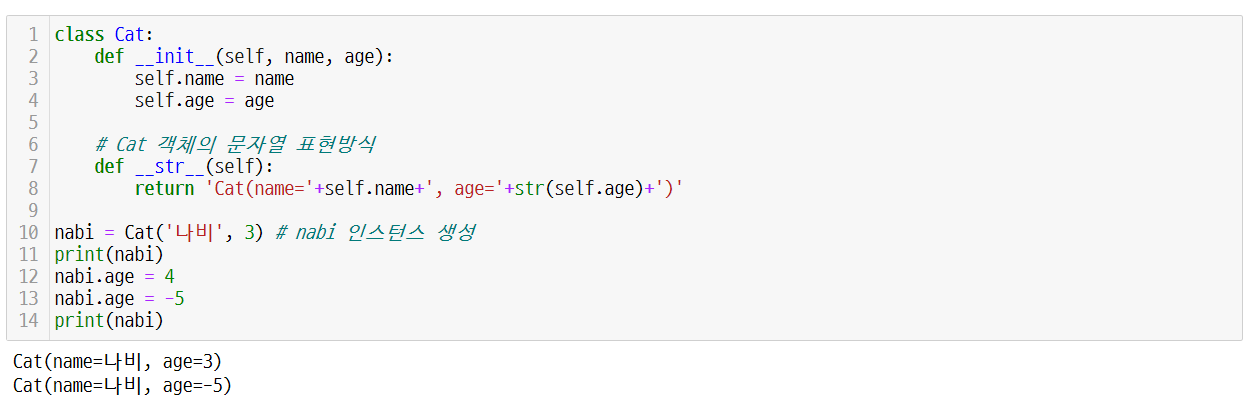 1 class Cat:
2     def __init__(self, name, age):
3         self.name = name
4         self.age = age
5
6     # Cat 객체의 문자열 표현방식
7     def __str__(self):
8         return 'Cat(name='+self.name+', age='+str(self.age)+')'
9
10 nabi = Cat('나비', 3) # nabi 인스턴스 생성
11 print(nabi)
12 nabi.age = 4
13 nabi.age = -5
14 print(nabi)
Cat(name=나비, age=3)
Cat(name=나비, age=-5)